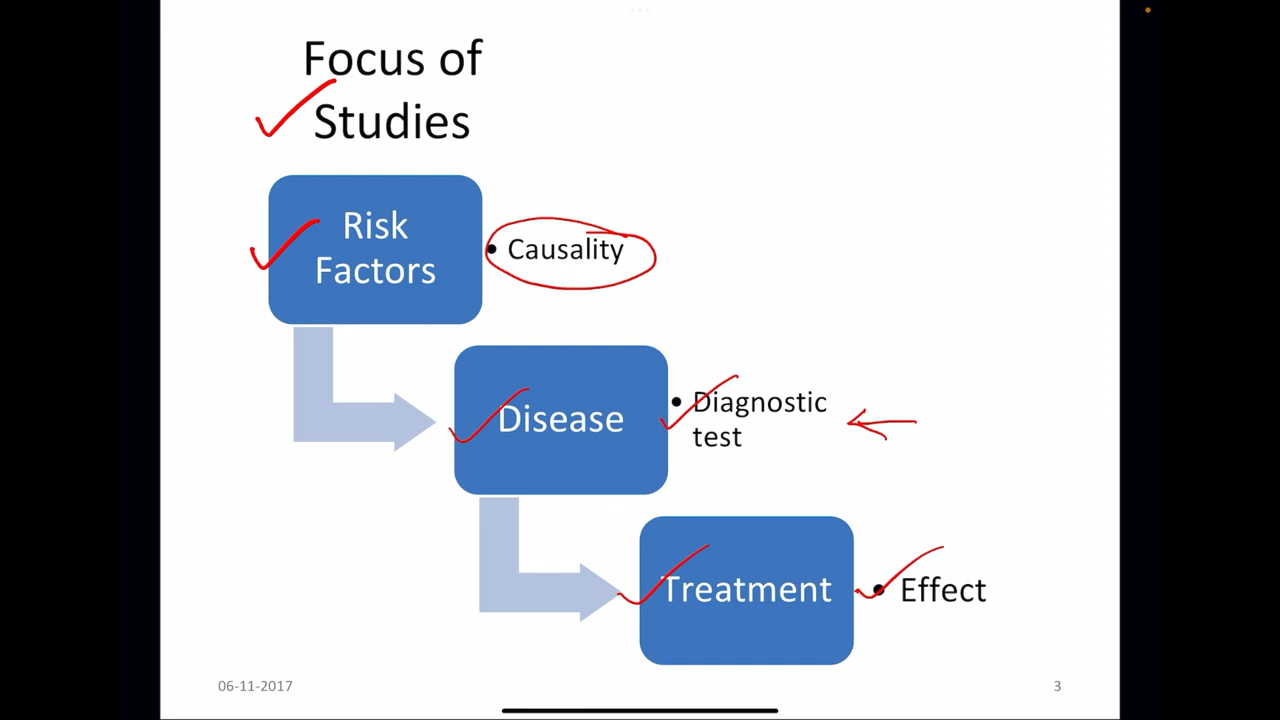 Focus of
Studies
Risk
Factors
• Causality
Disease
• Diagnostic
test
Treatment
• Effect
06-11-2017
3